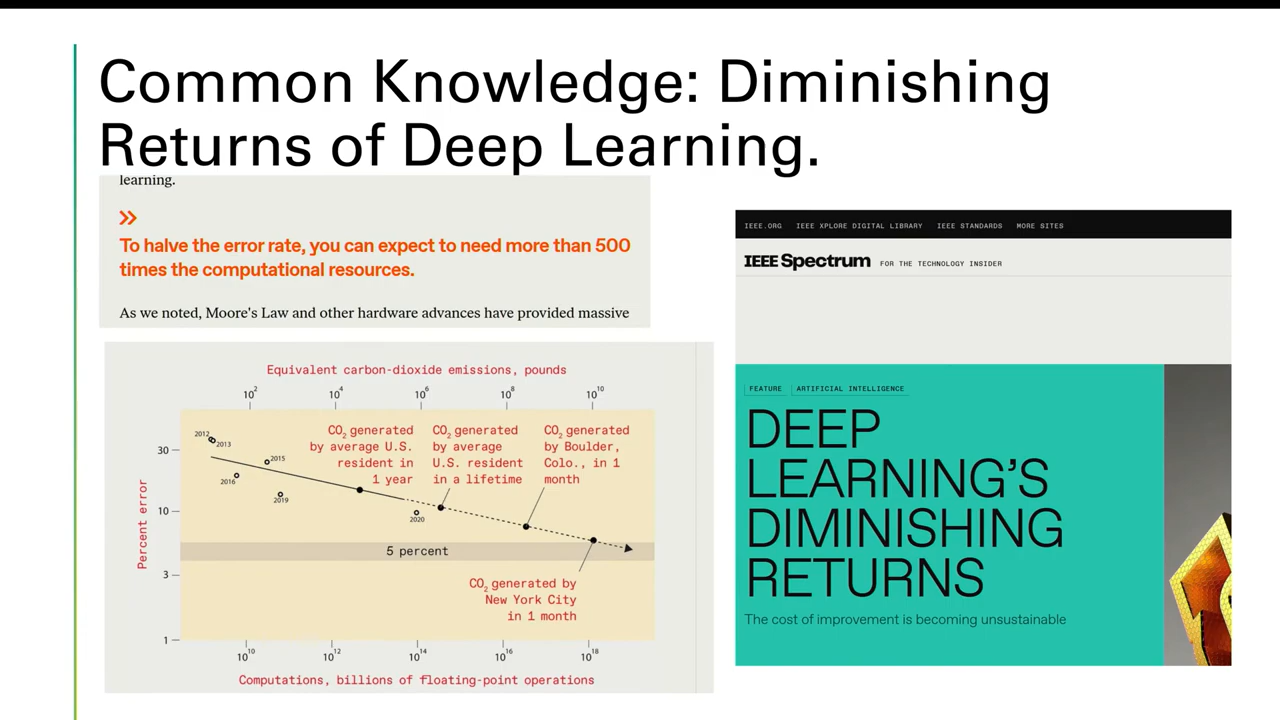 Common Knowledge: Diminishing
Returns of Deep Learning.
learning.
»
To halve the error rate, you can expect to need more than 500
times the computational resources.
As we noted, Moore's Law and other hardware advances have provided massive
Equivalent carbon-dioxide emissions, pounds
10² 10⁴ 10⁶ 10⁸ 10¹⁰
Percent error
30
10
3
1
2012
2013
2015
2016
2019
2020
CO₂ generated
by average U.S.
resident in
1 year
CO₂ generated
by average
U.S. resident
in a lifetime
CO₂ generated
by Boulder,
Colo., in 1
month
5 percent
CO₂ generated by
New York City
in 1 month
10¹⁰ 10¹² 10¹⁴ 10¹⁶ 10¹⁸
Computations, billions of floating-point operations
IEEE.ORG IEEE XPLORE DIGITAL LIBRARY IEEE STANDARDS MORE SITES
IEEE Spectrum FOR THE TECHNOLOGY INSIDER
FEATURE ARTIFICIAL INTELLIGENCE
DEEP
LEARNING'S
DIMINISHING
RETURNS
The cost of improvement is becoming unsustainable